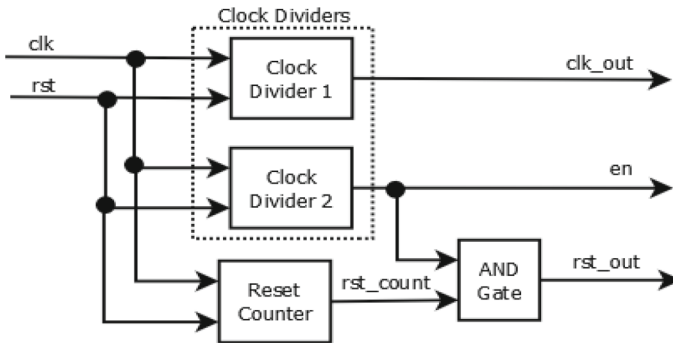 Clock Dividers
clk
Clock
Divider 1
clk_out
rst
Clock
Divider 2
en
Reset
Counter
rst_count
AND
Gate
rst_out